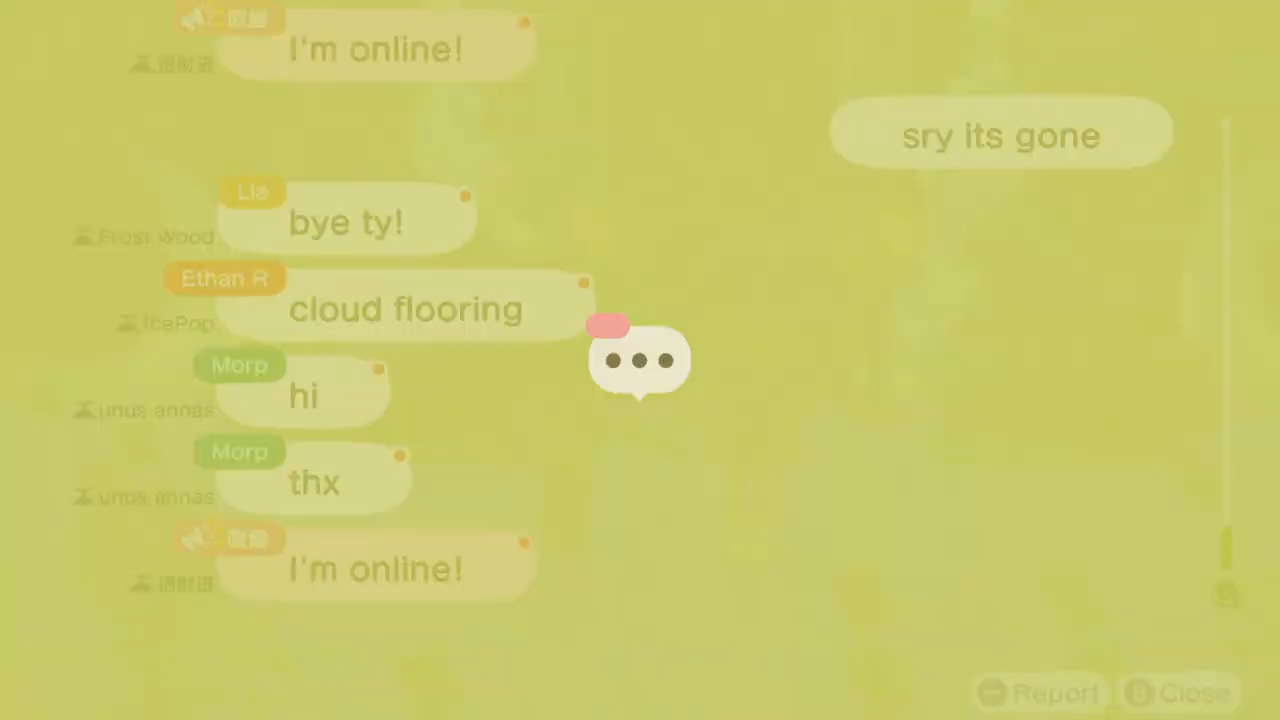 I'm online!
sry its gone
Lia
bye ty!
Frost Wood
Ethan R
cloud flooring
IcePop
Morp
hi
unus annas
Morp
thx
unus annas
I'm online!
Report
Close